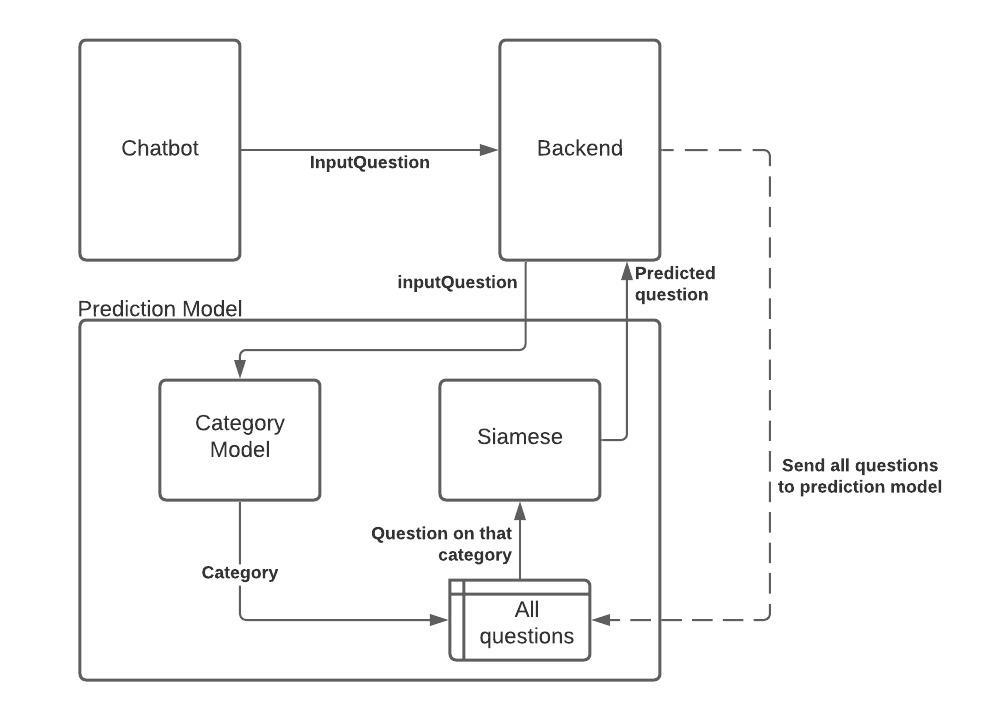 Chatbot
InputQuestion
Backend
inputQuestion
Predicted
question
Prediction Model
Category
Model
Siamese
Send all questions
to prediction model
Question on that
category
Category
All
questions